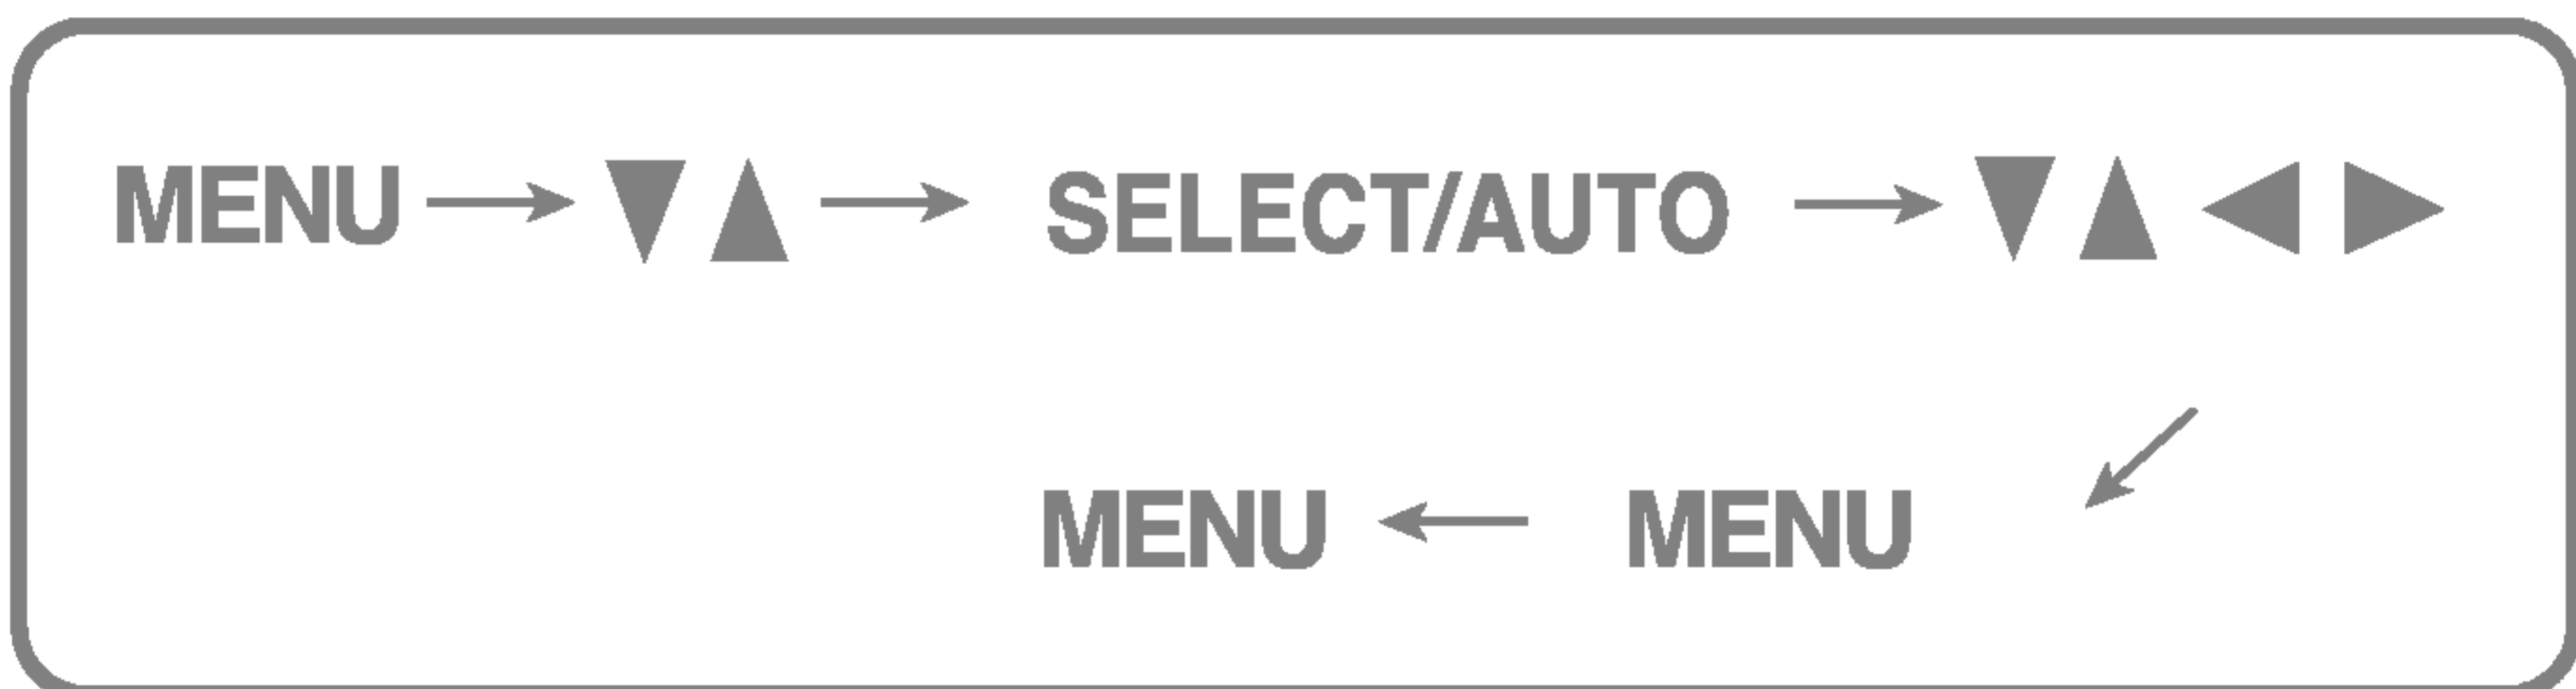 MENU → ▼ ▲ → SELECT/AUTO → ▼ ▲ ◀ ▶
MENU ← MENU